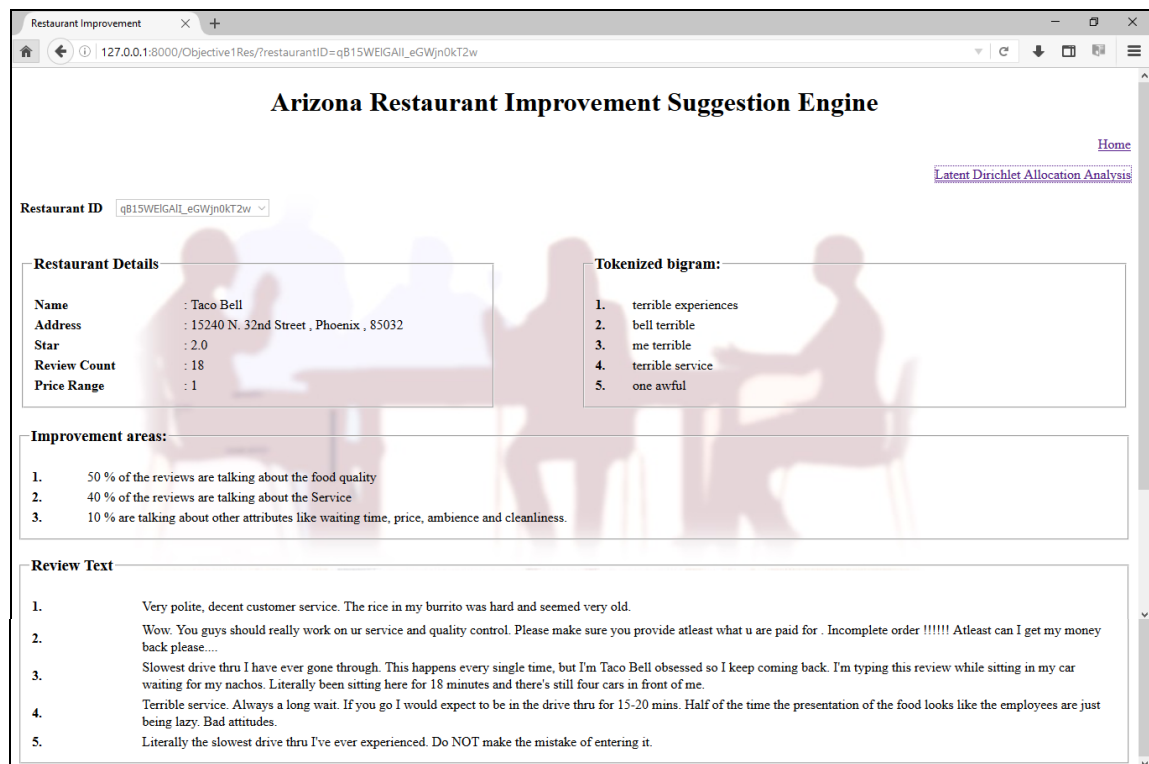 Restaurant Improvement
127.0.0.1:8000/Objective1Res/?restaurantID=qB15WElGAlI_eGWjn0kT2w
Arizona Restaurant Improvement Suggestion Engine
Home
Latent Dirichlet Allocation Analysis
Restaurant ID qB15WElGAlI_eGWjn0kT2w
Restaurant Details
Name : Taco Bell
Address : 15240 N. 32nd Street , Phoenix , 85032
Star : 2.0
Review Count : 18
Price Range : 1
Tokenized bigram:
1. terrible experiences
2. bell terrible
3. me terrible
4. terrible service
5. one awful
Improvement areas:
1. 50 % of the reviews are talking about the food quality
2. 40 % of the reviews are talking about the Service
3. 10 % are talking about other attributes like waiting time, price, ambience and cleanliness.
Review Text
1. Very polite, decent customer service. The rice in my burrito was hard and seemed very old.
2. Wow. You guys should really work on ur service and quality control. Please make sure you provide atleast what u are paid for . Incomplete order !!!!!! Atleast can I get my money
back please....
3. Slowest drive thru I have ever gone through. This happens every single time, but I'm Taco Bell obsessed so I keep coming back. I'm typing this review while sitting in my car
waiting for my nachos. Literally been sitting here for 18 minutes and there's still four cars in front of me.
4. Terrible service. Always a long wait. If you go I would expect to be in the drive thru for 15-20 mins. Half of the time the presentation of the food looks like the employees are just
being lazy. Bad attitudes.
5. Literally the slowest drive thru I've ever experienced. Do NOT make the mistake of entering it.